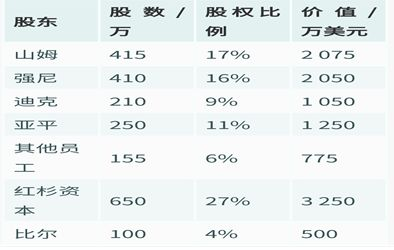 股东 股数/万 股权比例 价值/万美元
山姆 415 17% 2 075
强尼 410 16% 2 050
迪克 210 9% 1 050
亚平 250 11% 1 250
其他员工 155 6% 775
红杉资本 650 27% 3 250
比尔 100 4% 500